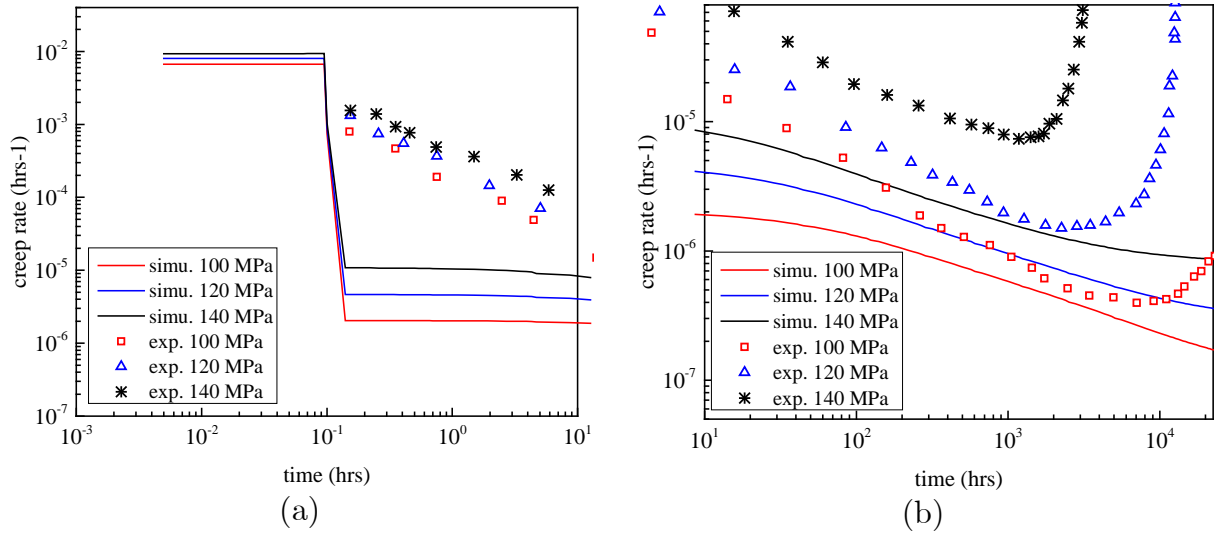 10^-2
10^-3
10^-4
10^-5
10^-6
10^-7
creep rate (hrs-1)
simu. 100 MPa
simu. 120 MPa
simu. 140 MPa
exp. 100 MPa
exp. 120 MPa
exp. 140 MPa
10^-3
10^-2
10^-1
10^0
10^1
time (hrs)
(a)
10^-5
10^-6
10^-7
creep rate (hrs-1)
simu. 100 MPa
simu. 120 MPa
simu. 140 MPa
exp. 100 MPa
exp. 120 MPa
exp. 140 MPa
10^1
10^2
10^3
10^4
time (hrs)
(b)